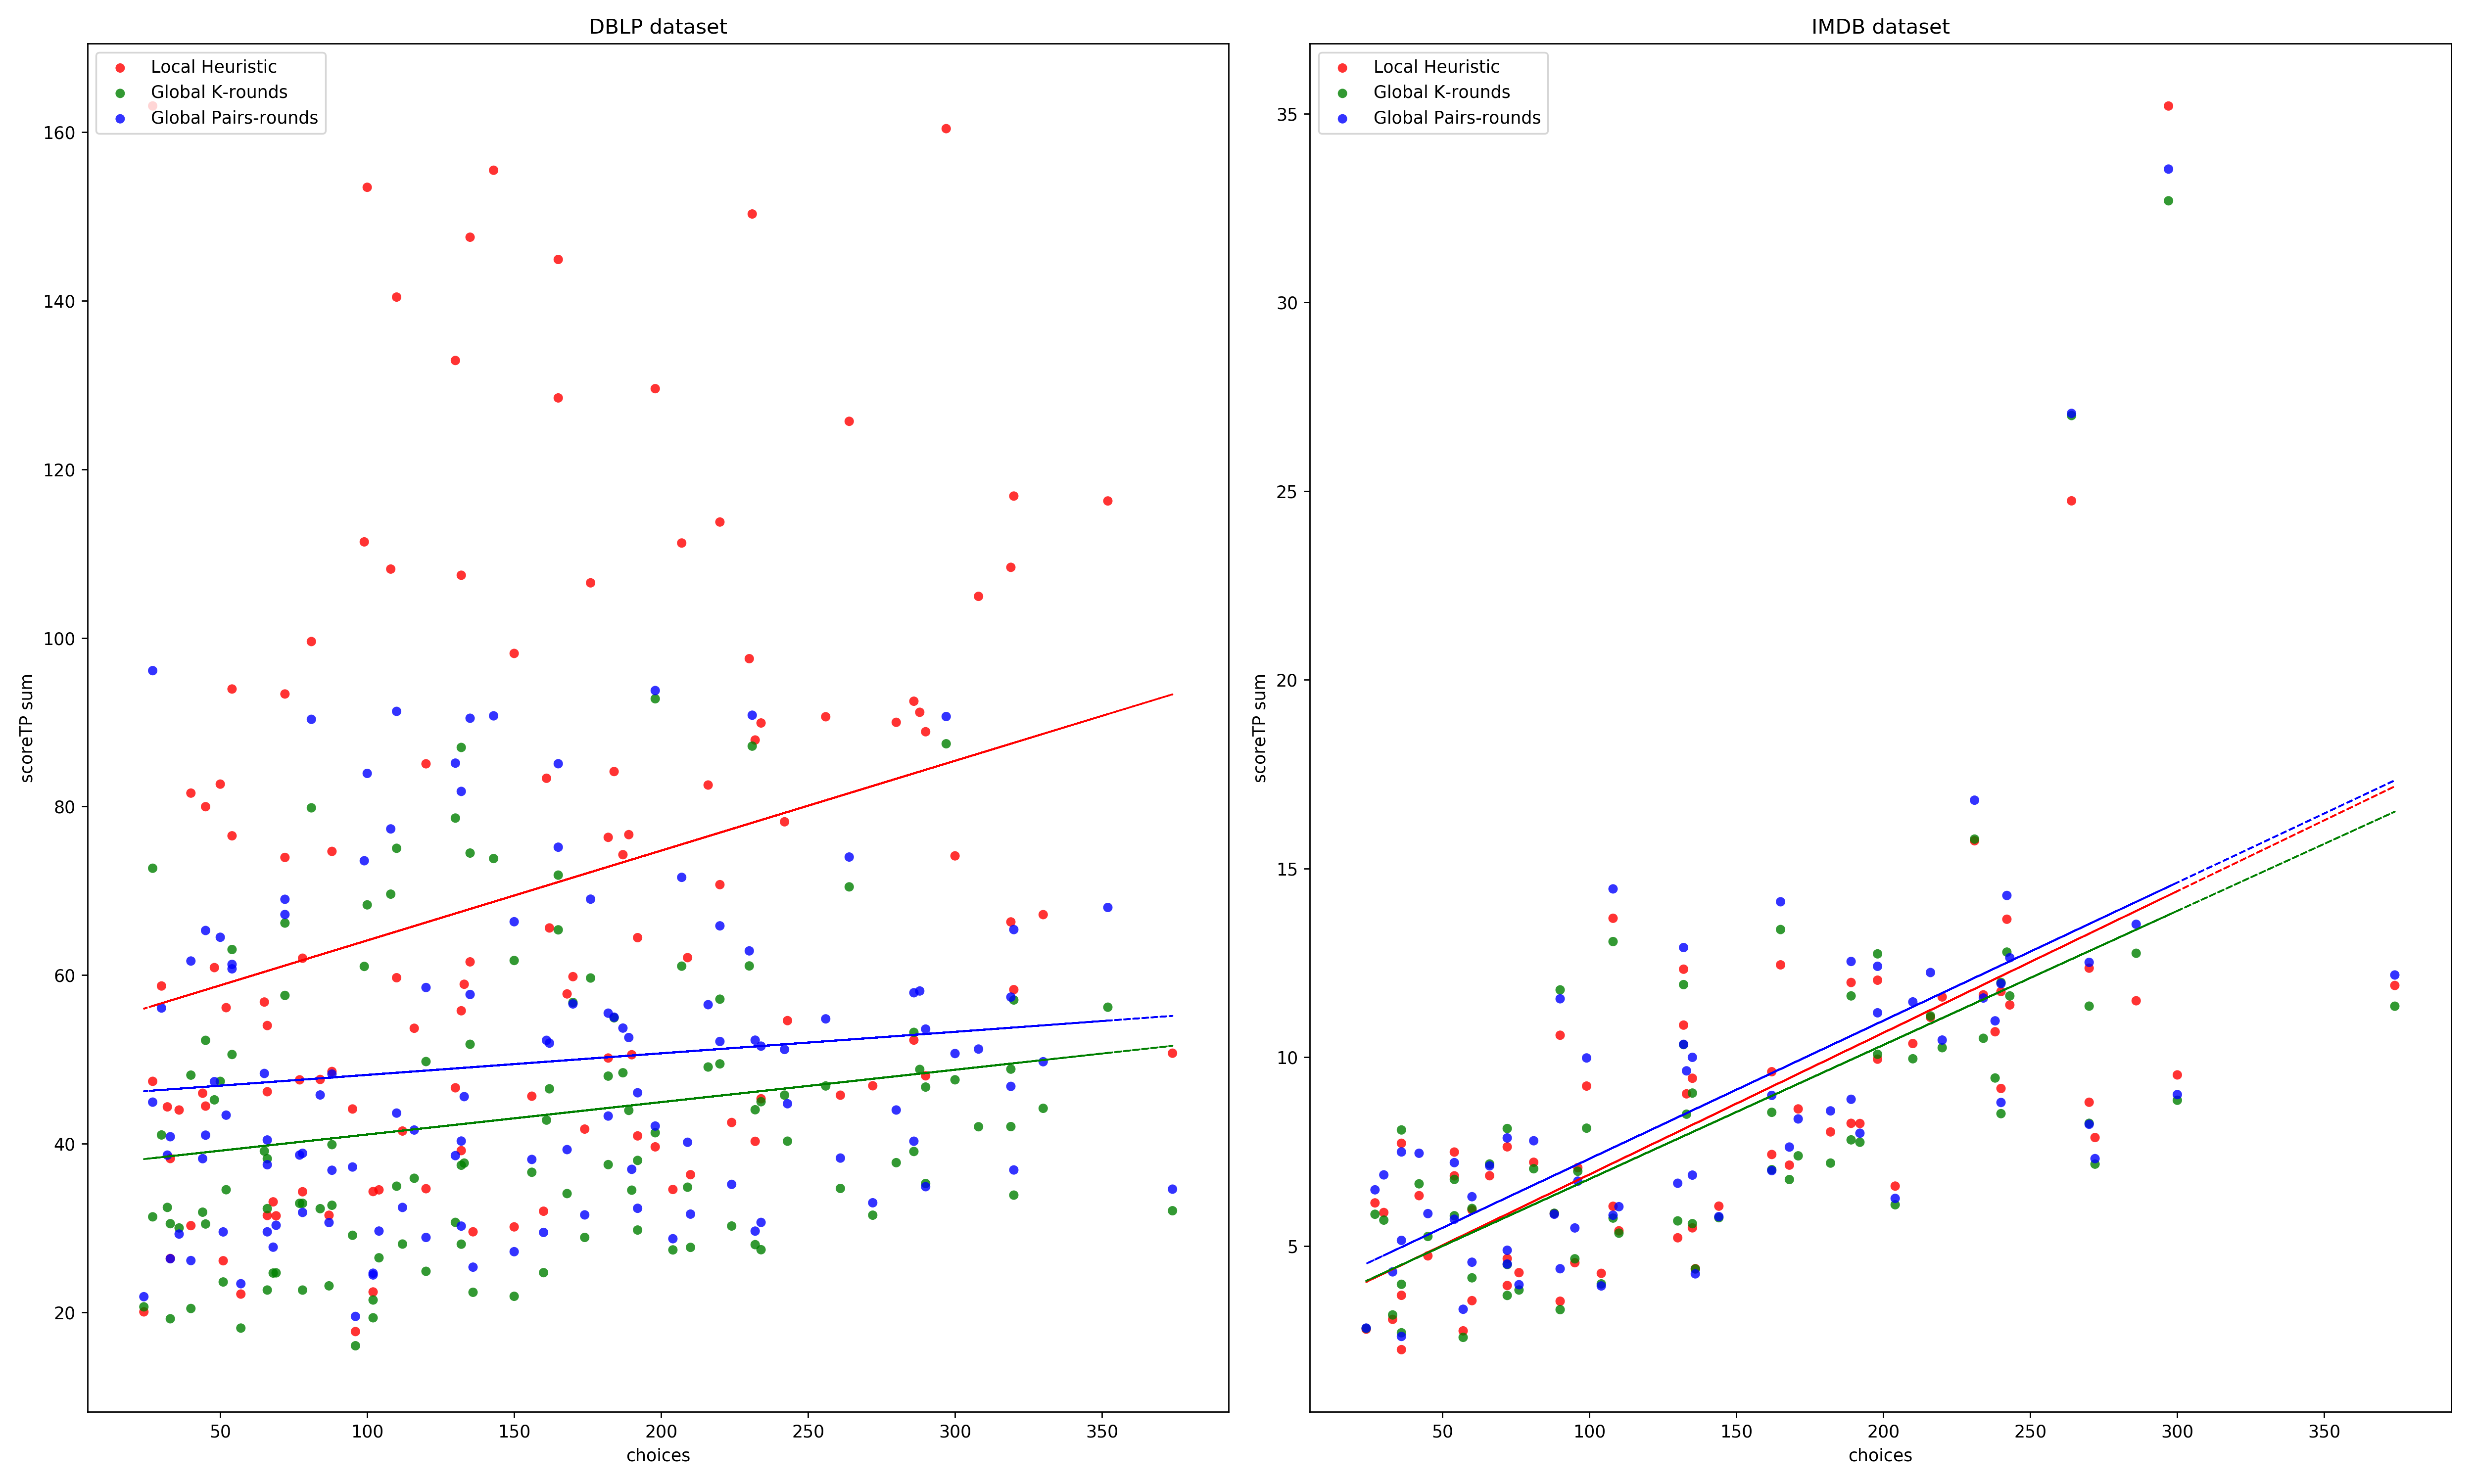 DBLP dataset
Local Heuristic
Global K-rounds
Global Pairs-rounds
160
140
120
100
80
60
40
20
scoreTP sum
50 100 150 200 250 300 350
choices
IMDB dataset
Local Heuristic
Global K-rounds
Global Pairs-rounds
35
30
25
20
15
10
5
scoreTP sum
50 100 150 200 250 300 350
choices